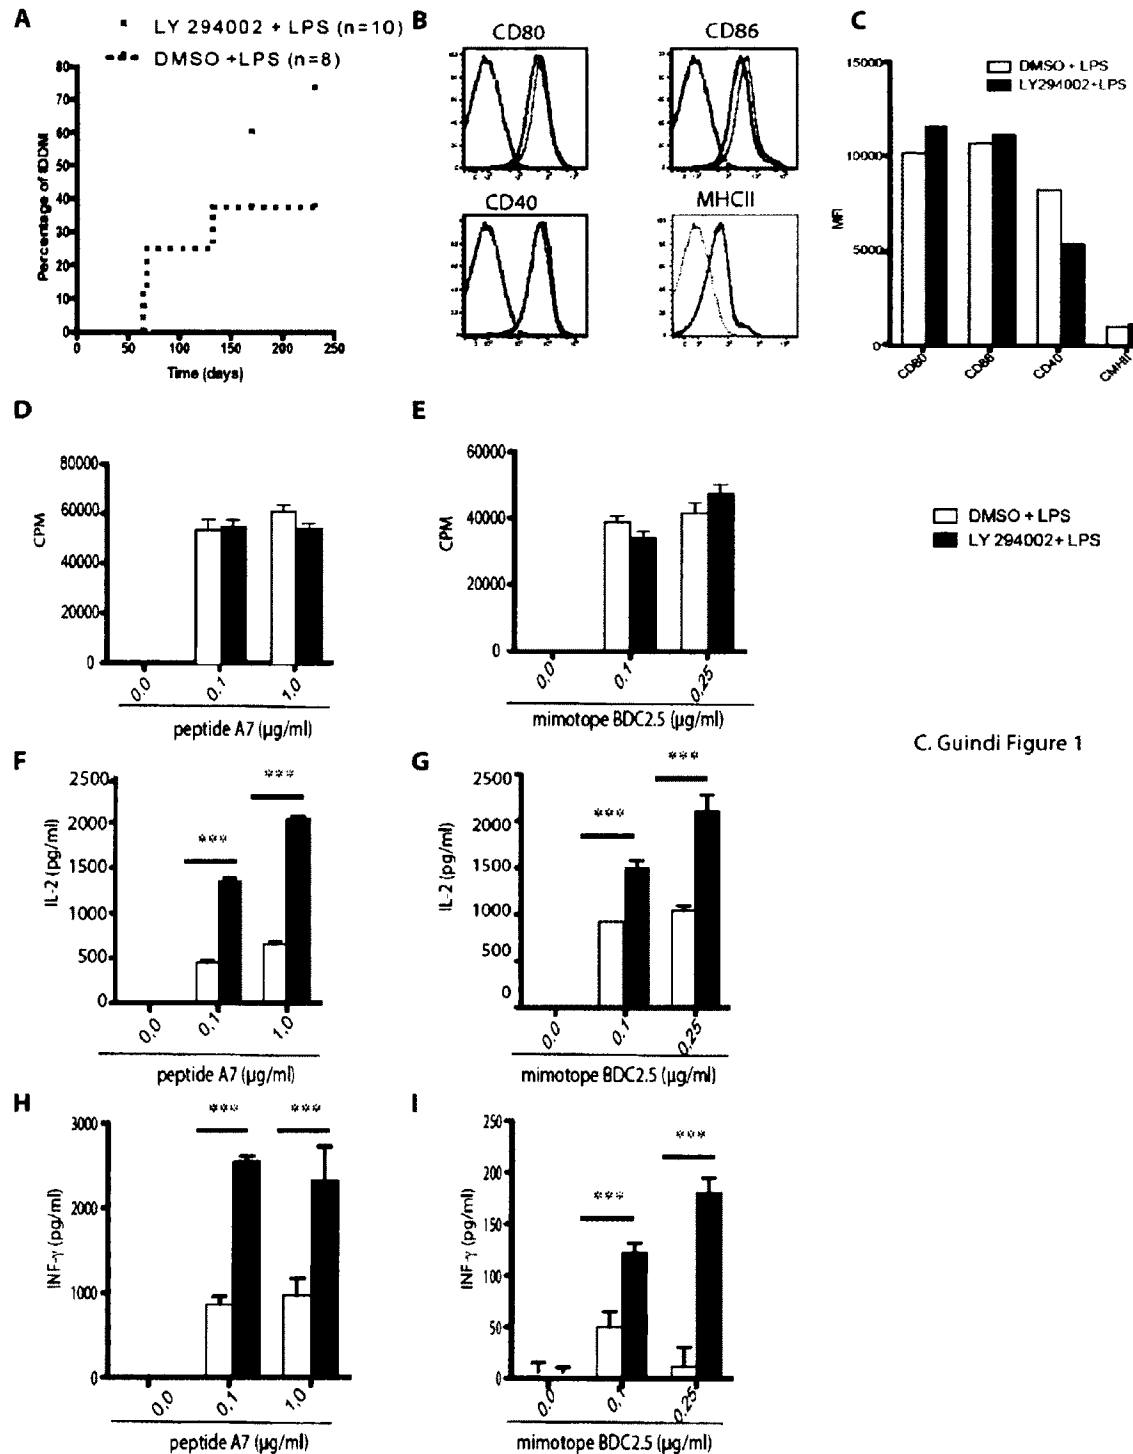 A
LY 294002 + LPS (n=10)
DMSO +LPS (n=8)
80
70
60
50
40
30
20
10
0
Percentage of IDDM
0 50 100 150 200 250
Time (days)
B
CD80
CD86
CD40
MHCII
C
DMSO + LPS
LY294002+LPS
15000
10000
5000
0
MFI
CD80
CD86
CD40
CMHII
D
80000
60000
40000
20000
0
CPM
0.0 0.1 1.0
peptide A7 (µg/ml)
E
60000
40000
20000
0
CPM
0.0 0.1 0.25
mimotope BDC2.5 (µg/ml)
DMSO + LPS
LY 294002+ LPS
C. Guindi Figure 1
F
2500
2000
1500
1000
500
0
IL-2 (pg/ml)
***
***
0.0 0.1 1.0
peptide A7 (µg/ml)
G
2500
2000
1500
1000
500
0
IL-2 (pg/ml)
***
***
0.0 0.1 0.25
mimotope BDC2.5 (µg/ml)
H
3000
2000
1000
0
INF-γ (pg/ml)
***
***
0.0 0.1 1.0
peptide A7 (µg/ml)
I
250
200
150
100
50
0
INF-γ (pg/ml)
***
***
0.0 0.1 0.25
mimotope BDC2.5 (µg/ml)